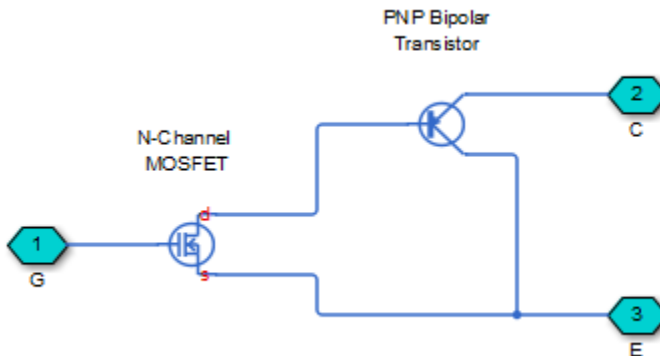 PNP Bipolar
Transistor
2
C
N-Channel
MOSFET
d
1
G
s
3
E